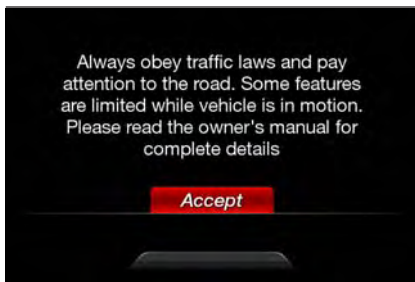 Always obey traffic laws and pay
attention to the road. Some features
are limited while vehicle is in motion.
Please read the owner's manual for
complete details
Accept